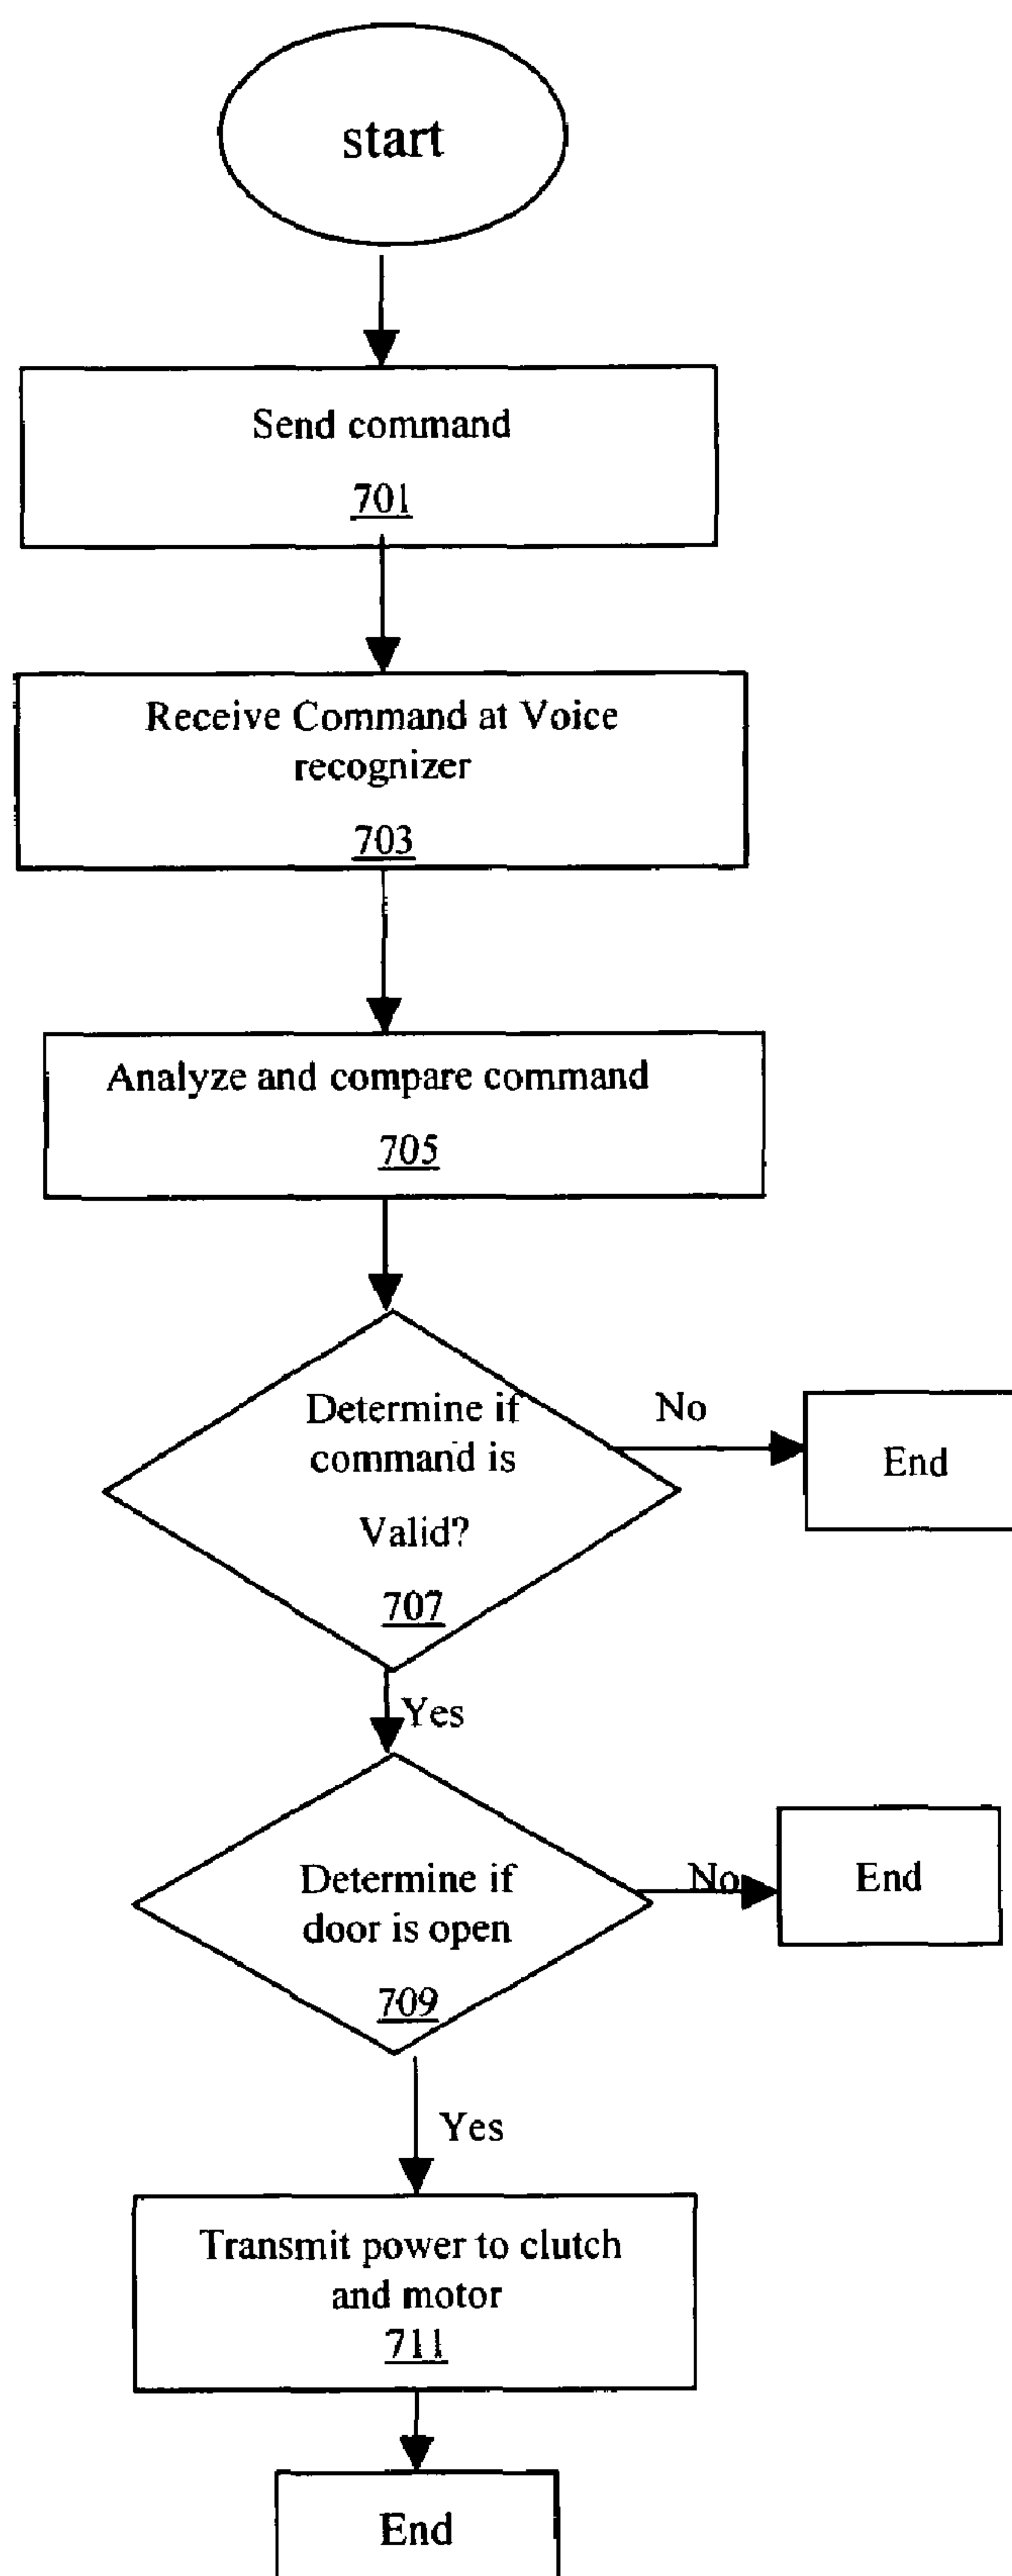 start
Send command
701
Receive Command at Voice
recognizer
703
Analyze and compare command
705
Determine if
command is
Valid?
707
No
End
Yes
Determine if
door is open
709
No
End
Yes
Transmit power to clutch
and motor
711
End